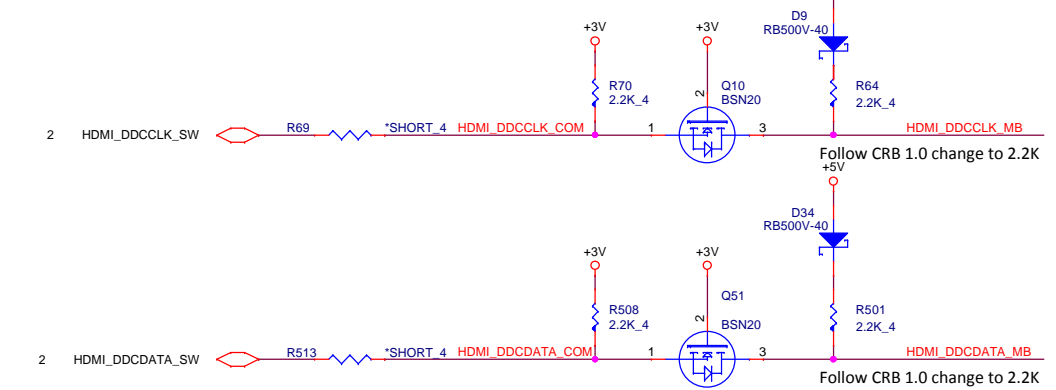 D9
RB500V-40
+3V
+3V
R70
2.2K_4
2
Q10
BSN20
R64
2.2K_4
2 HDMI_DDCCLK_SW
R69
*SHORT_4
HDMI_DDCCLK_COM
1
3
HDMI_DDCCLK_MB
Follow CRB 1.0 change to 2.2K
+5V
D34
RB500V-40
+3V
+3V
R508
2.2K_4
2
Q51
BSN20
R501
2.2K_4
2 HDMI_DDCDATA_SW
R513
*SHORT_4
HDMI_DDCDATA_COM
1
3
HDMI_DDCDATA_MB
Follow CRB 1.0 change to 2.2K